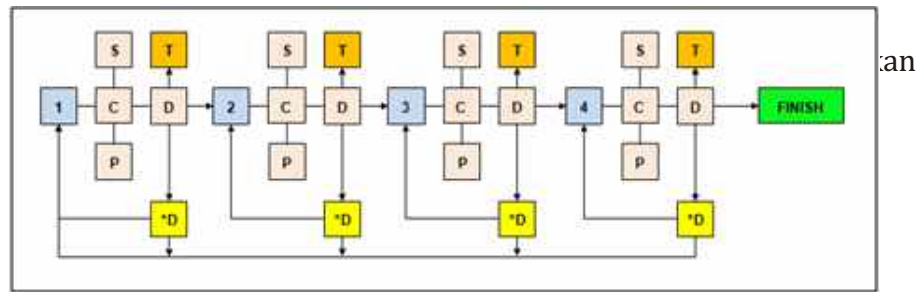 S T S T S T S T
kan
1 C D 2 C D 3 C D 4 C D FINISH
P P P P
*D *D *D *D